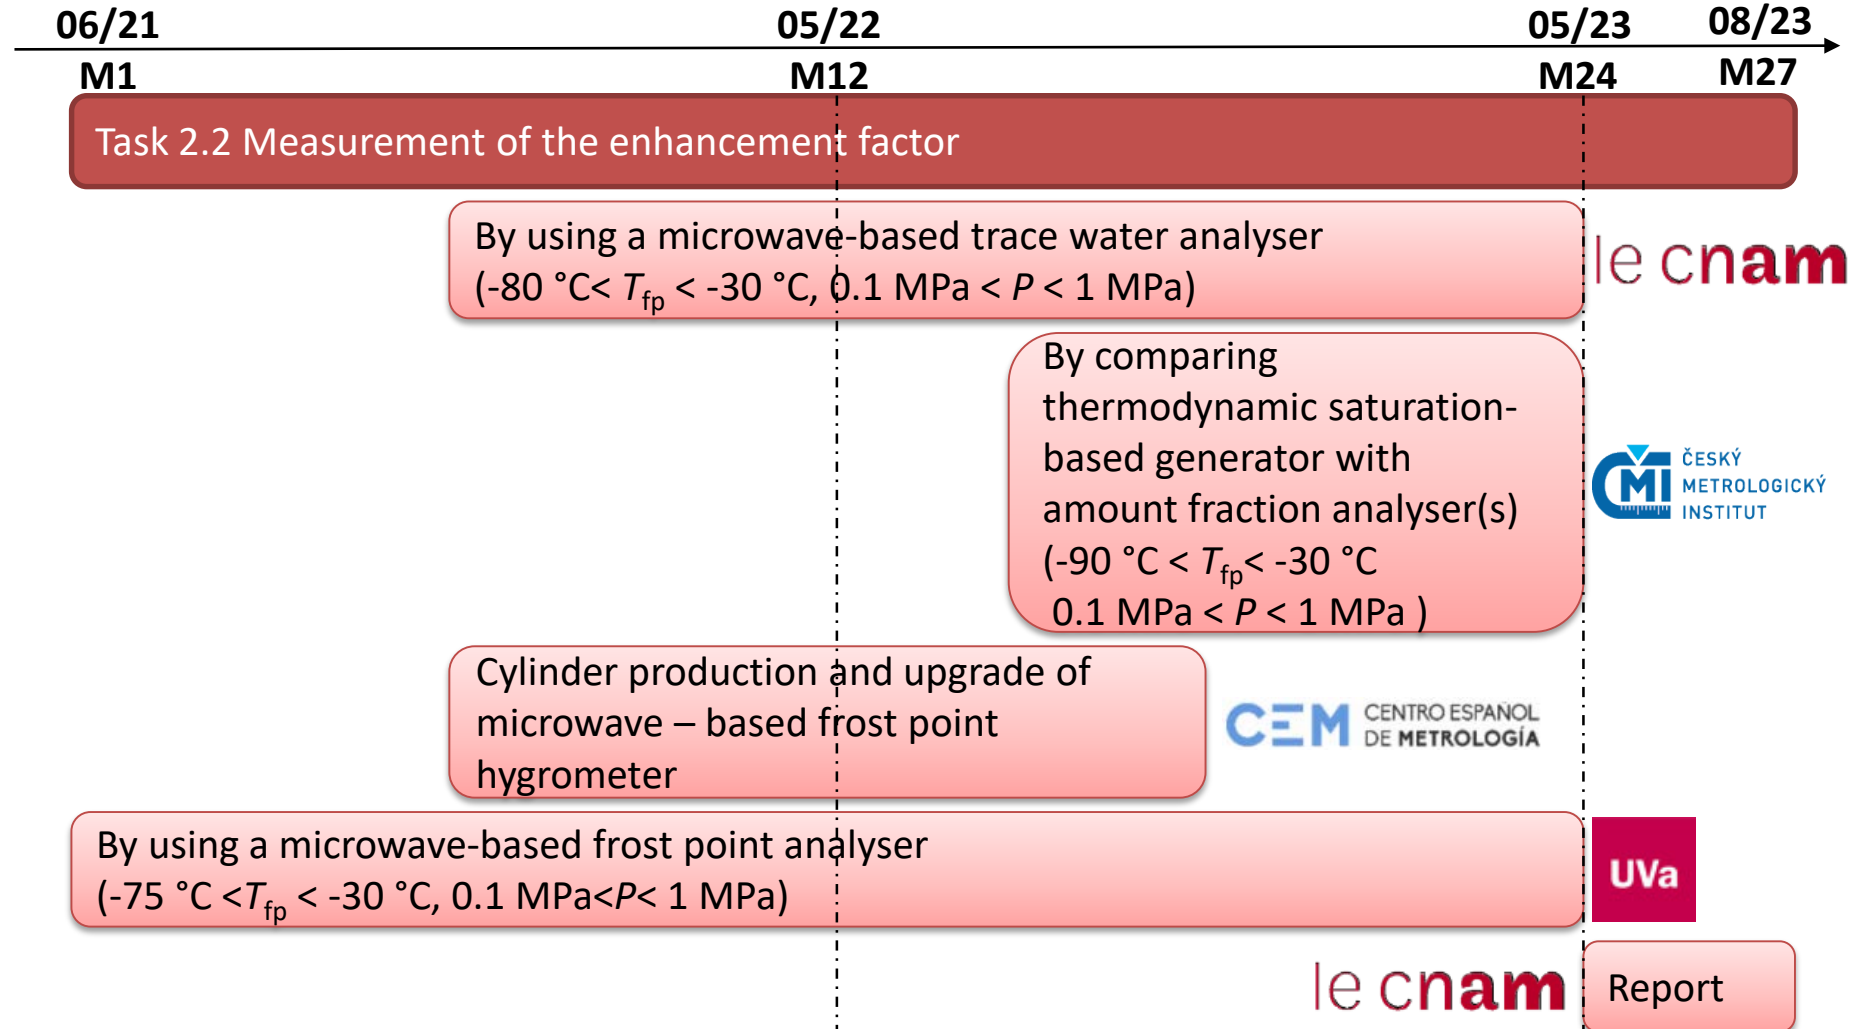 06/21 05/22 05/23 08/23
M1 M12 M24 M27
Task 2.2 Measurement of the enhancement factor
By using a microwave-based trace water analyser
(-80 °C< Tfp < -30 °C, 0.1 MPa < P < 1 MPa)
le cnam
By comparing
thermodynamic saturation-
based generator with
amount fraction analyser(s)
(-90 °C < Tfp< -30 °C
0.1 MPa < P < 1 MPa )
CMI
ČESKÝ
METROLOGICKÝ
INSTITUT
Cylinder production and upgrade of
microwave – based frost point
hygrometer
CEM
CENTRO ESPAÑOL
DE METROLOGÍA
By using a microwave-based frost point analyser
(-75 °C <Tfp < -30 °C, 0.1 MPa<P< 1 MPa)
UVa
le cnam
Report